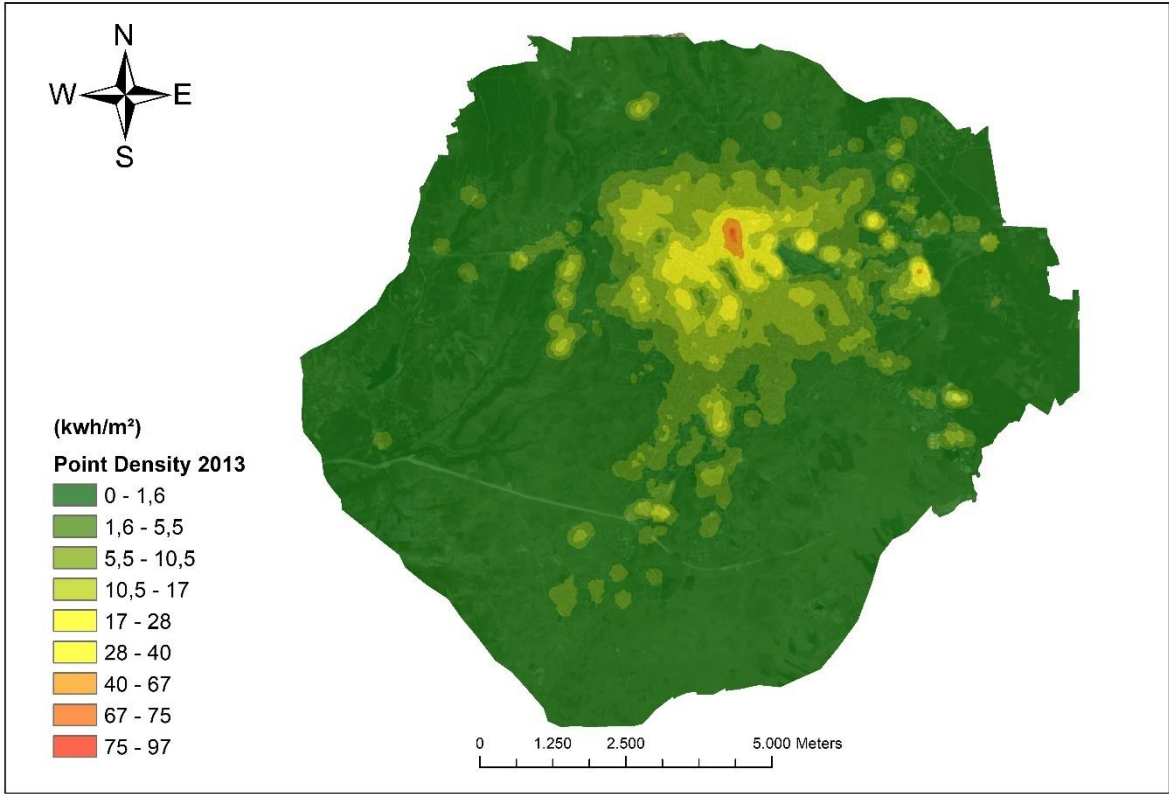 N
W E
S
(kwh/m²)
Point Density 2013
0 - 1,6
1,6 - 5,5
5,5 - 10,5
10,5 - 17
17 - 28
28 - 40
40 - 67
67 - 75
75 - 97
0 1.250 2.500 5.000 Meters